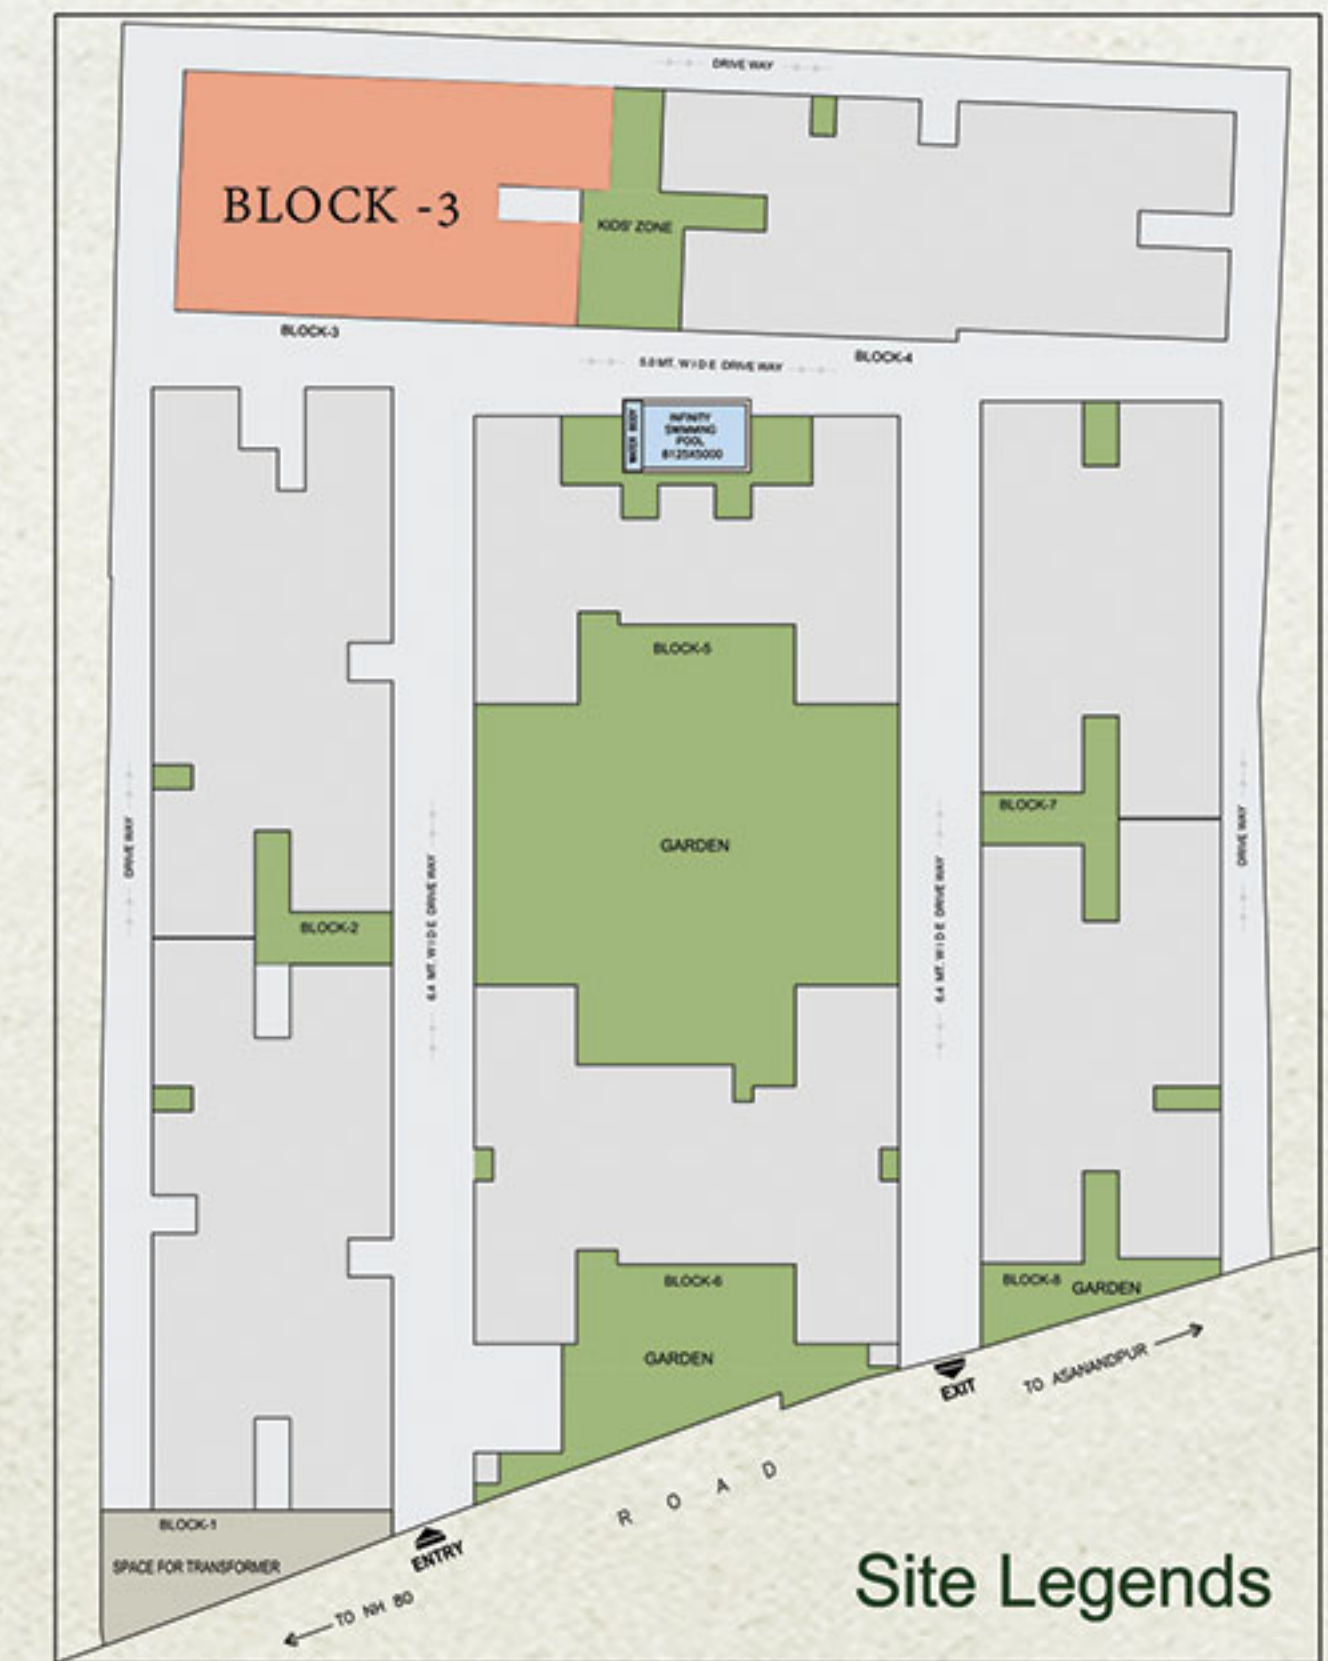 DRIVE WAY
BLOCK -3
KIDS' ZONE
BLOCK-3
5.0 MT. WIDE DRIVE WAY
BLOCK-4
WATER BODY
INFINITY
SWIMMING
POOL
8125X5000
BLOCK-5
BLOCK-7
DRIVE WAY
6.4 MT. WIDE DRIVE WAY
GARDEN
6.4 MT. WIDE DRIVE WAY
DRIVE WAY
BLOCK-2
BLOCK-6
GARDEN
BLOCK-8 GARDEN
EXIT
TO ASANANDPUR
ROAD
BLOCK-1
SPACE FOR TRANSFORMER
ENTRY
TO NH 80
Site Legends